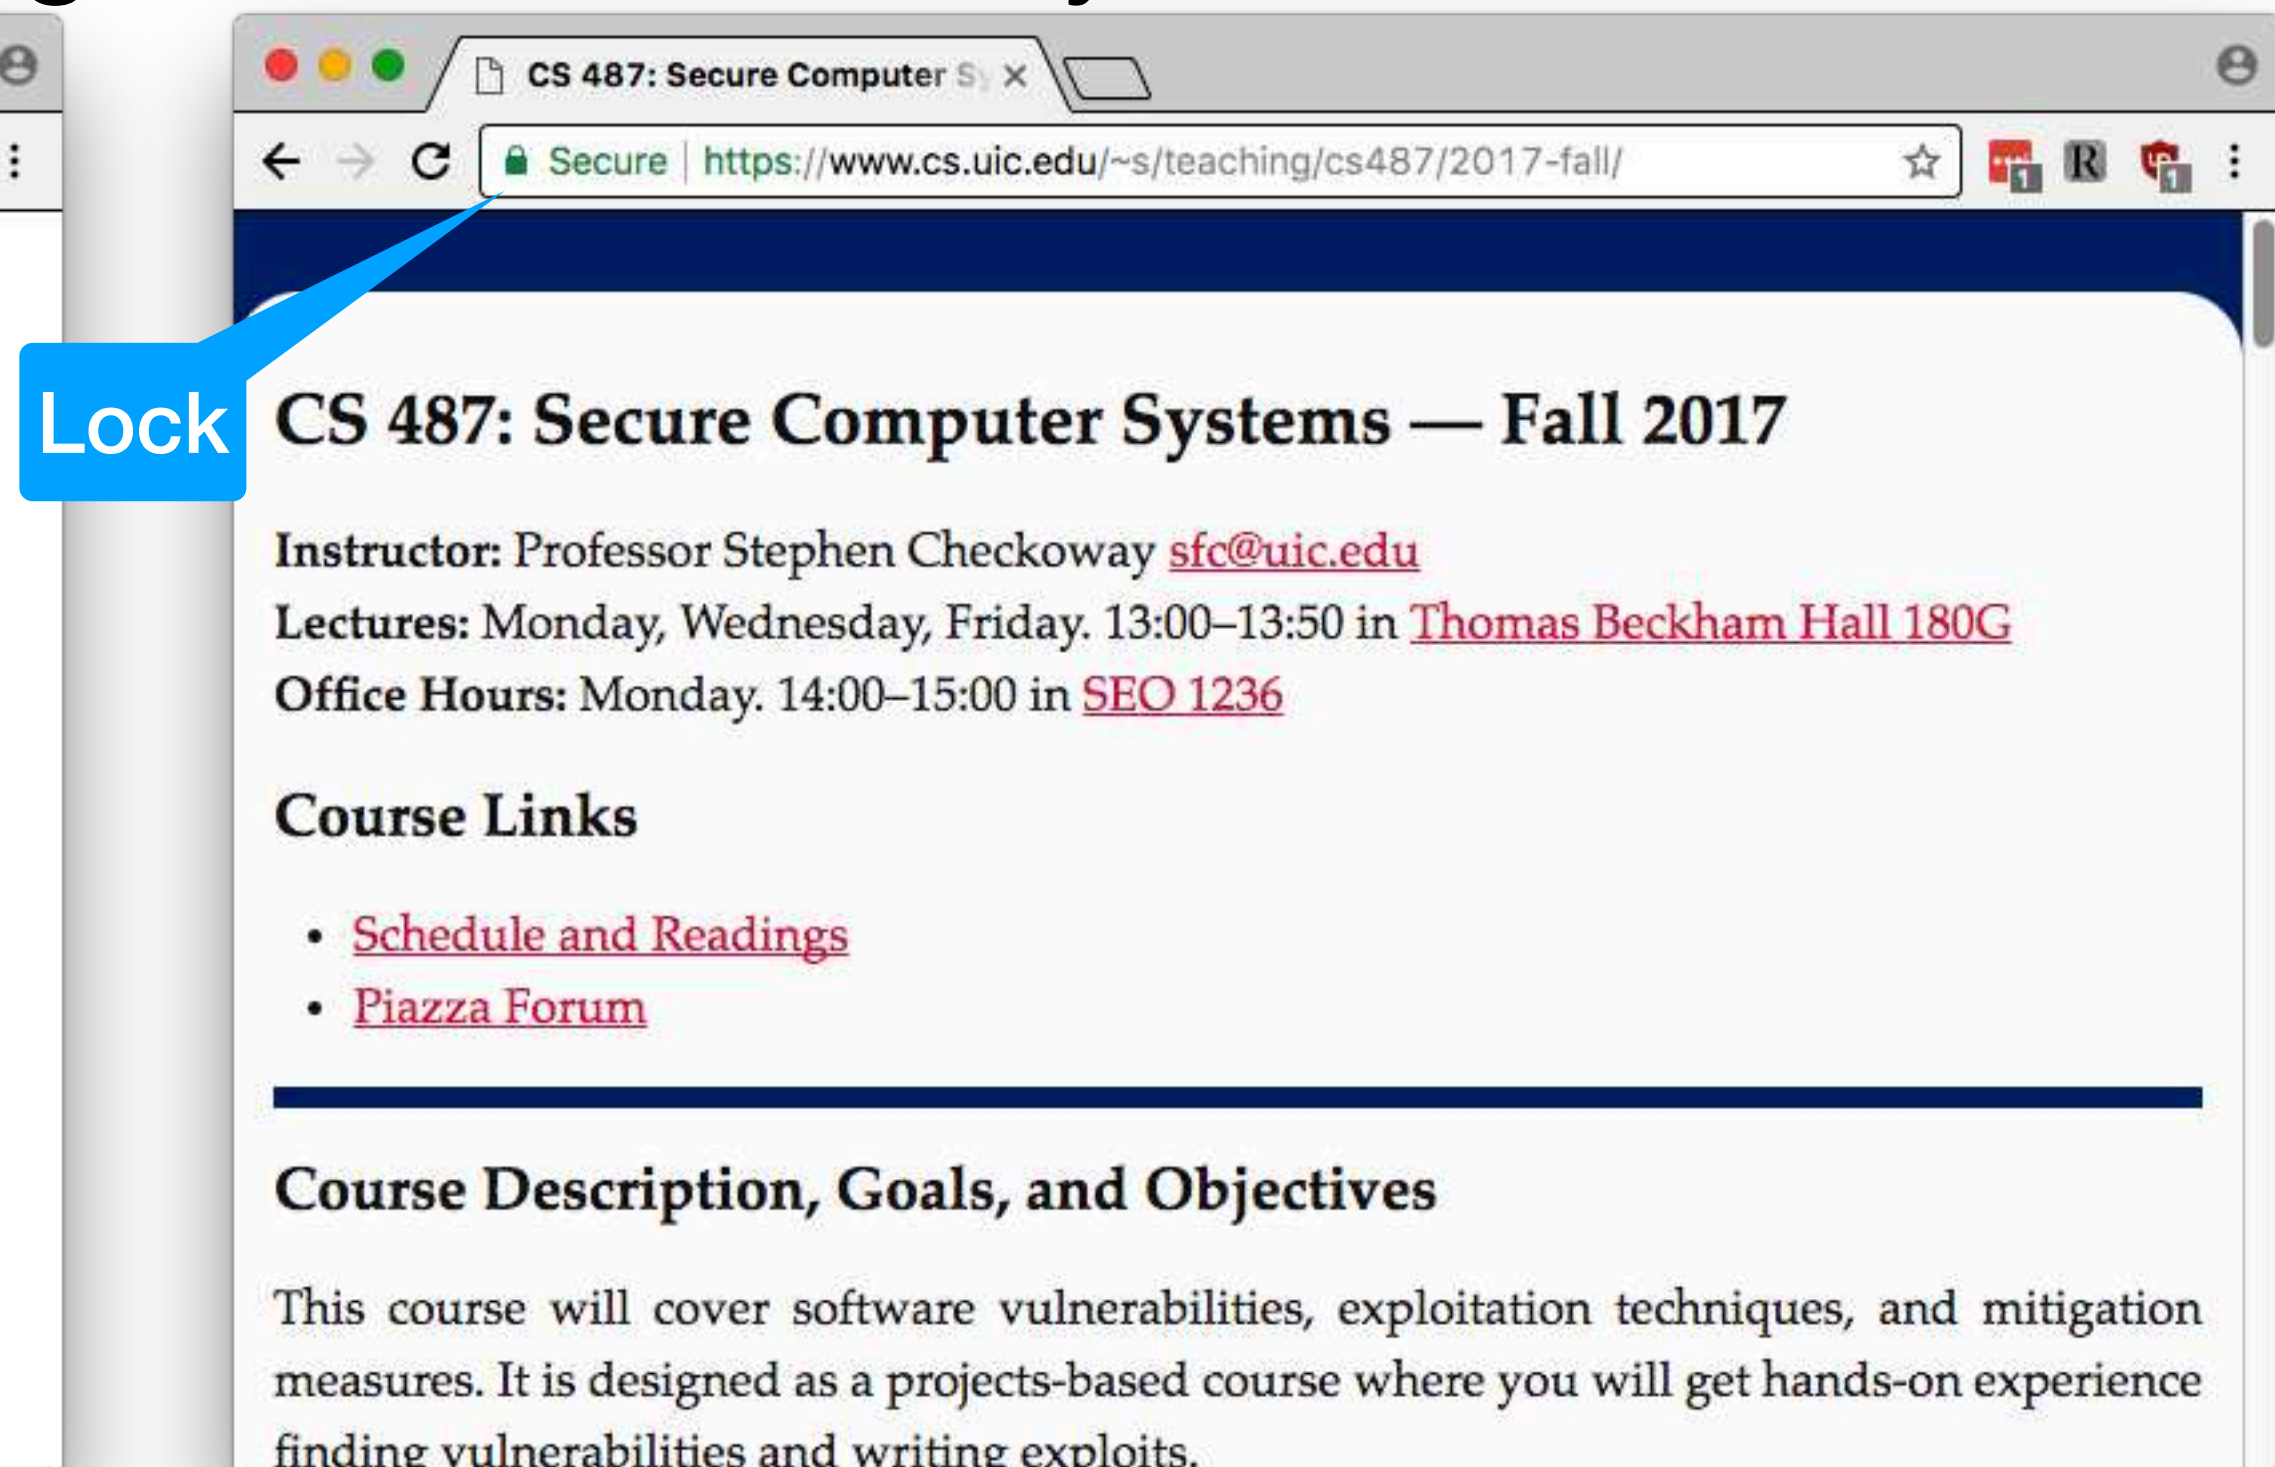 CS 487: Secure Computer Sy
Secure | https://www.cs.uic.edu/~s/teaching/cs487/2017-fall/
Lock
CS 487: Secure Computer Systems — Fall 2017
Instructor: Professor Stephen Checkoway sfc@uic.edu
Lectures: Monday, Wednesday, Friday. 13:00–13:50 in Thomas Beckham Hall 180G
Office Hours: Monday. 14:00–15:00 in SEO 1236
Course Links
• Schedule and Readings
• Piazza Forum
Course Description, Goals, and Objectives
This course will cover software vulnerabilities, exploitation techniques, and mitigation
measures. It is designed as a projects-based course where you will get hands-on experience
finding vulnerabilities and writing exploits.